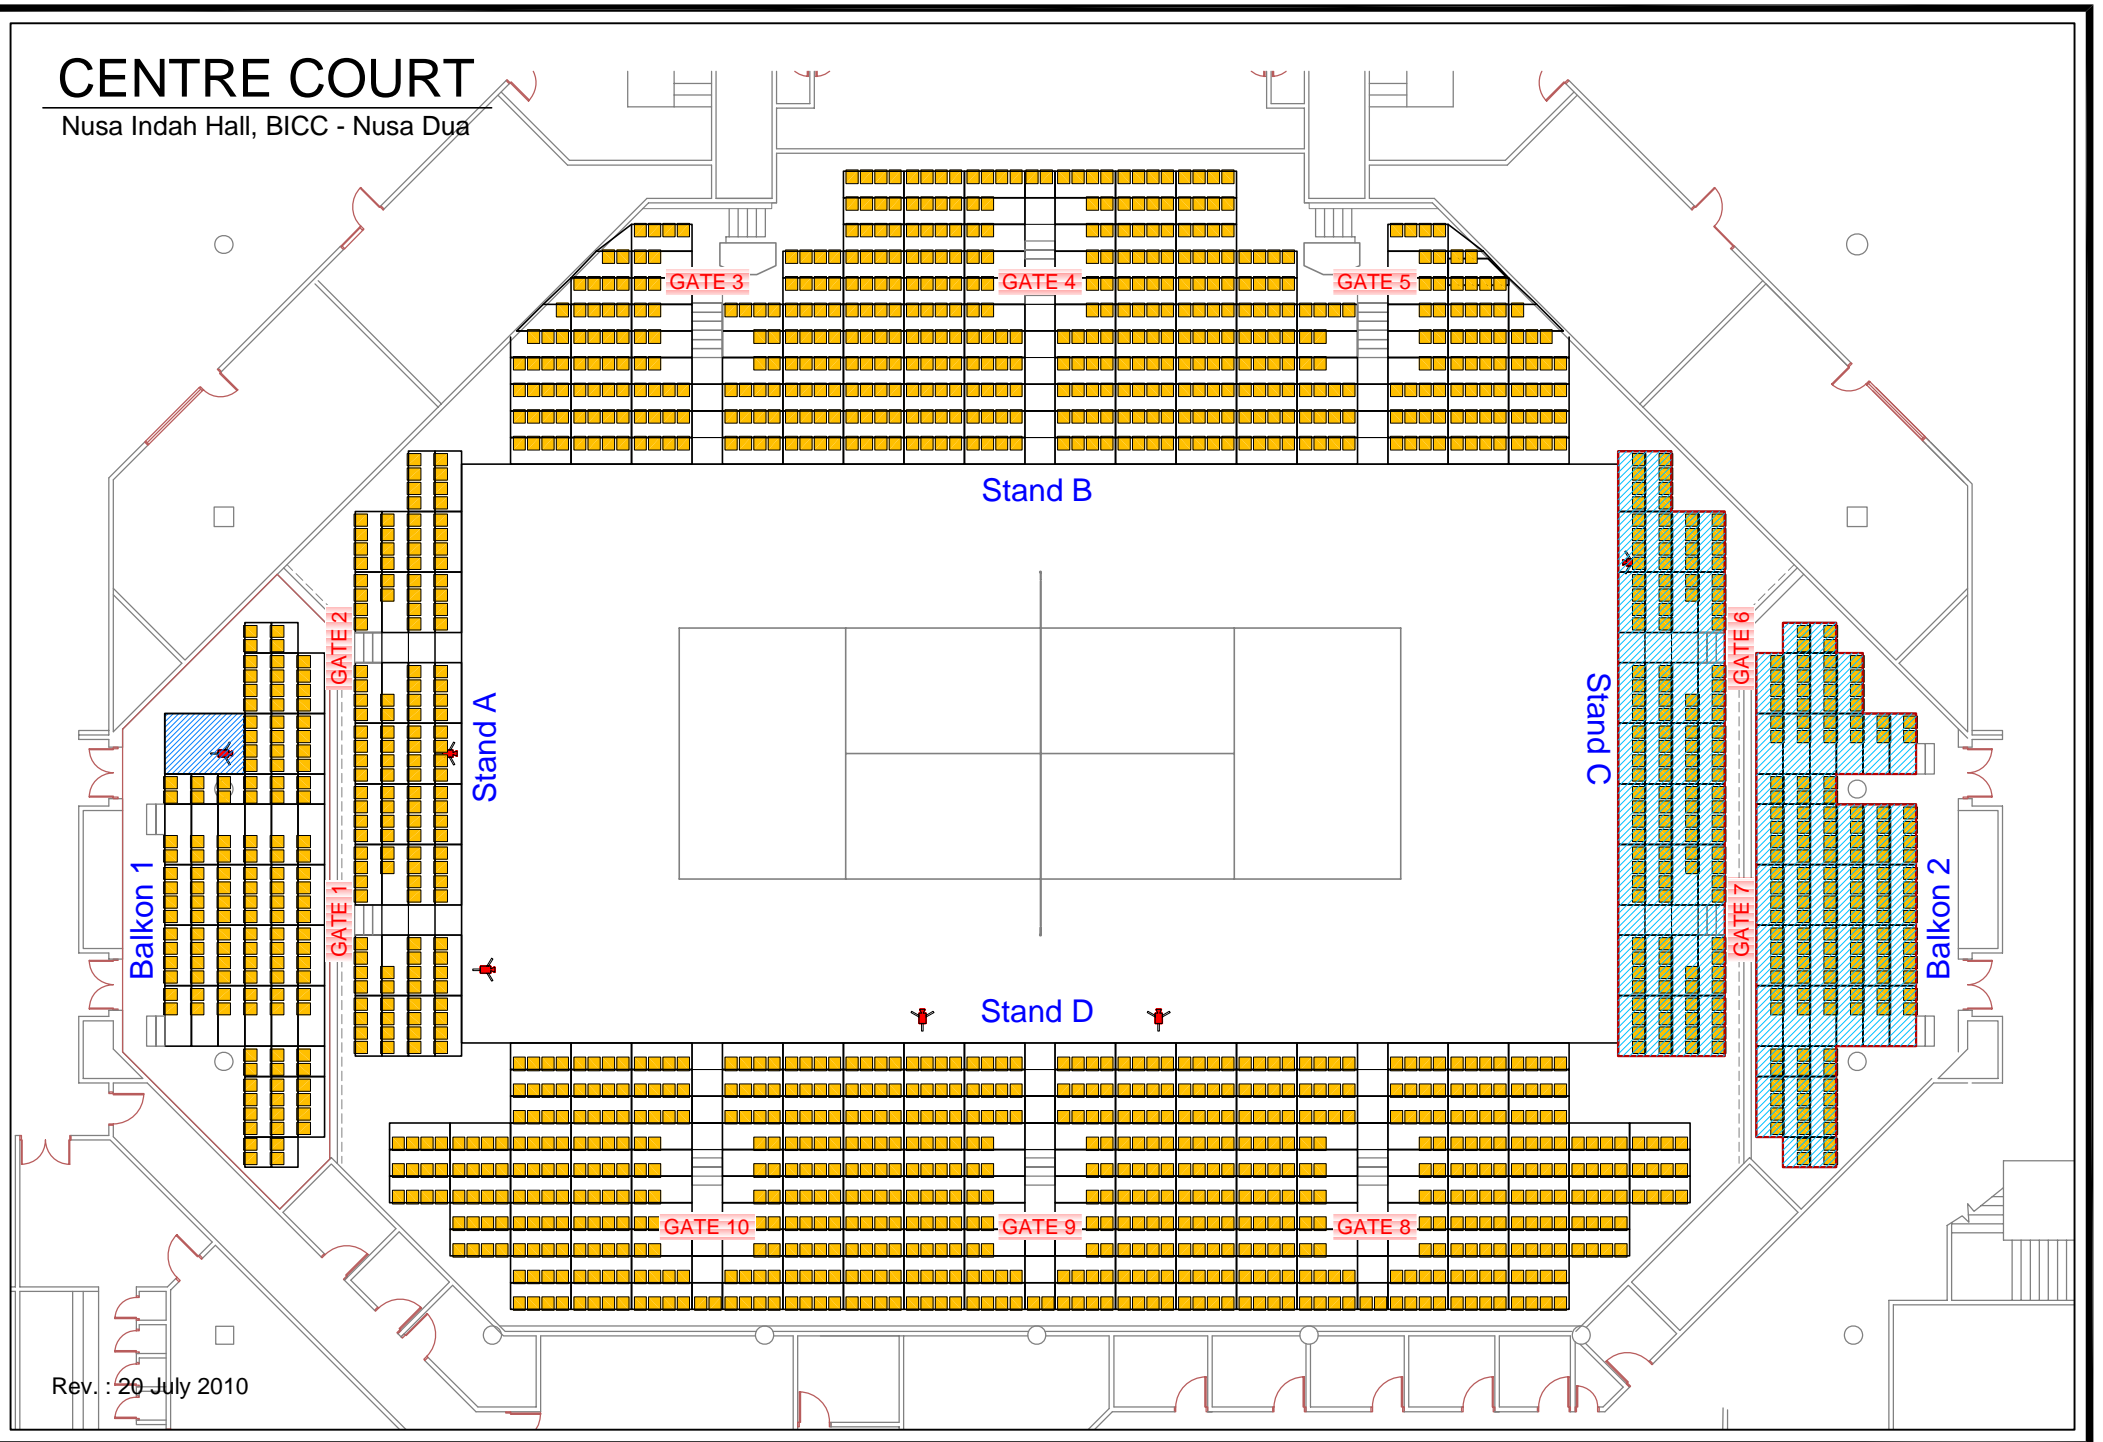 CENTRE COURT
Nusa Indah Hall, BICC - Nusa Dua
GATE 3
GATE 4
GATE 5
Stand B
GATE 2
Stand A
Balkon 1
GATE 1
Stand C
GATE 6
GATE 7
Balkon 2
Stand D
GATE 10
GATE 9
GATE 8
Rev. : 20 July 2010